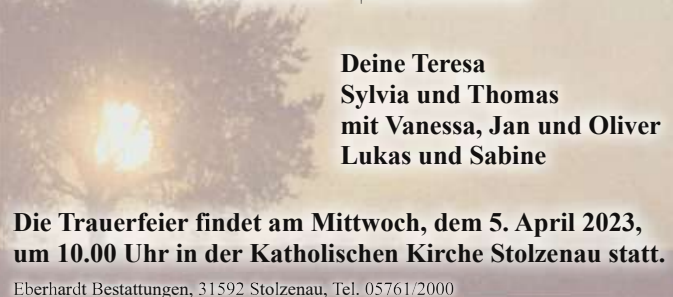 Deine Teresa
Sylvia und Thomas
mit Vanessa, Jan und Oliver
Lukas und Sabine
Die Trauerfeier findet am Mittwoch, dem 5. April 2023,
um 10.00 Uhr in der Katholischen Kirche Stolzenau statt.
Eberhardt Bestattungen, 31592 Stolzenau, Tel. 05761/2000